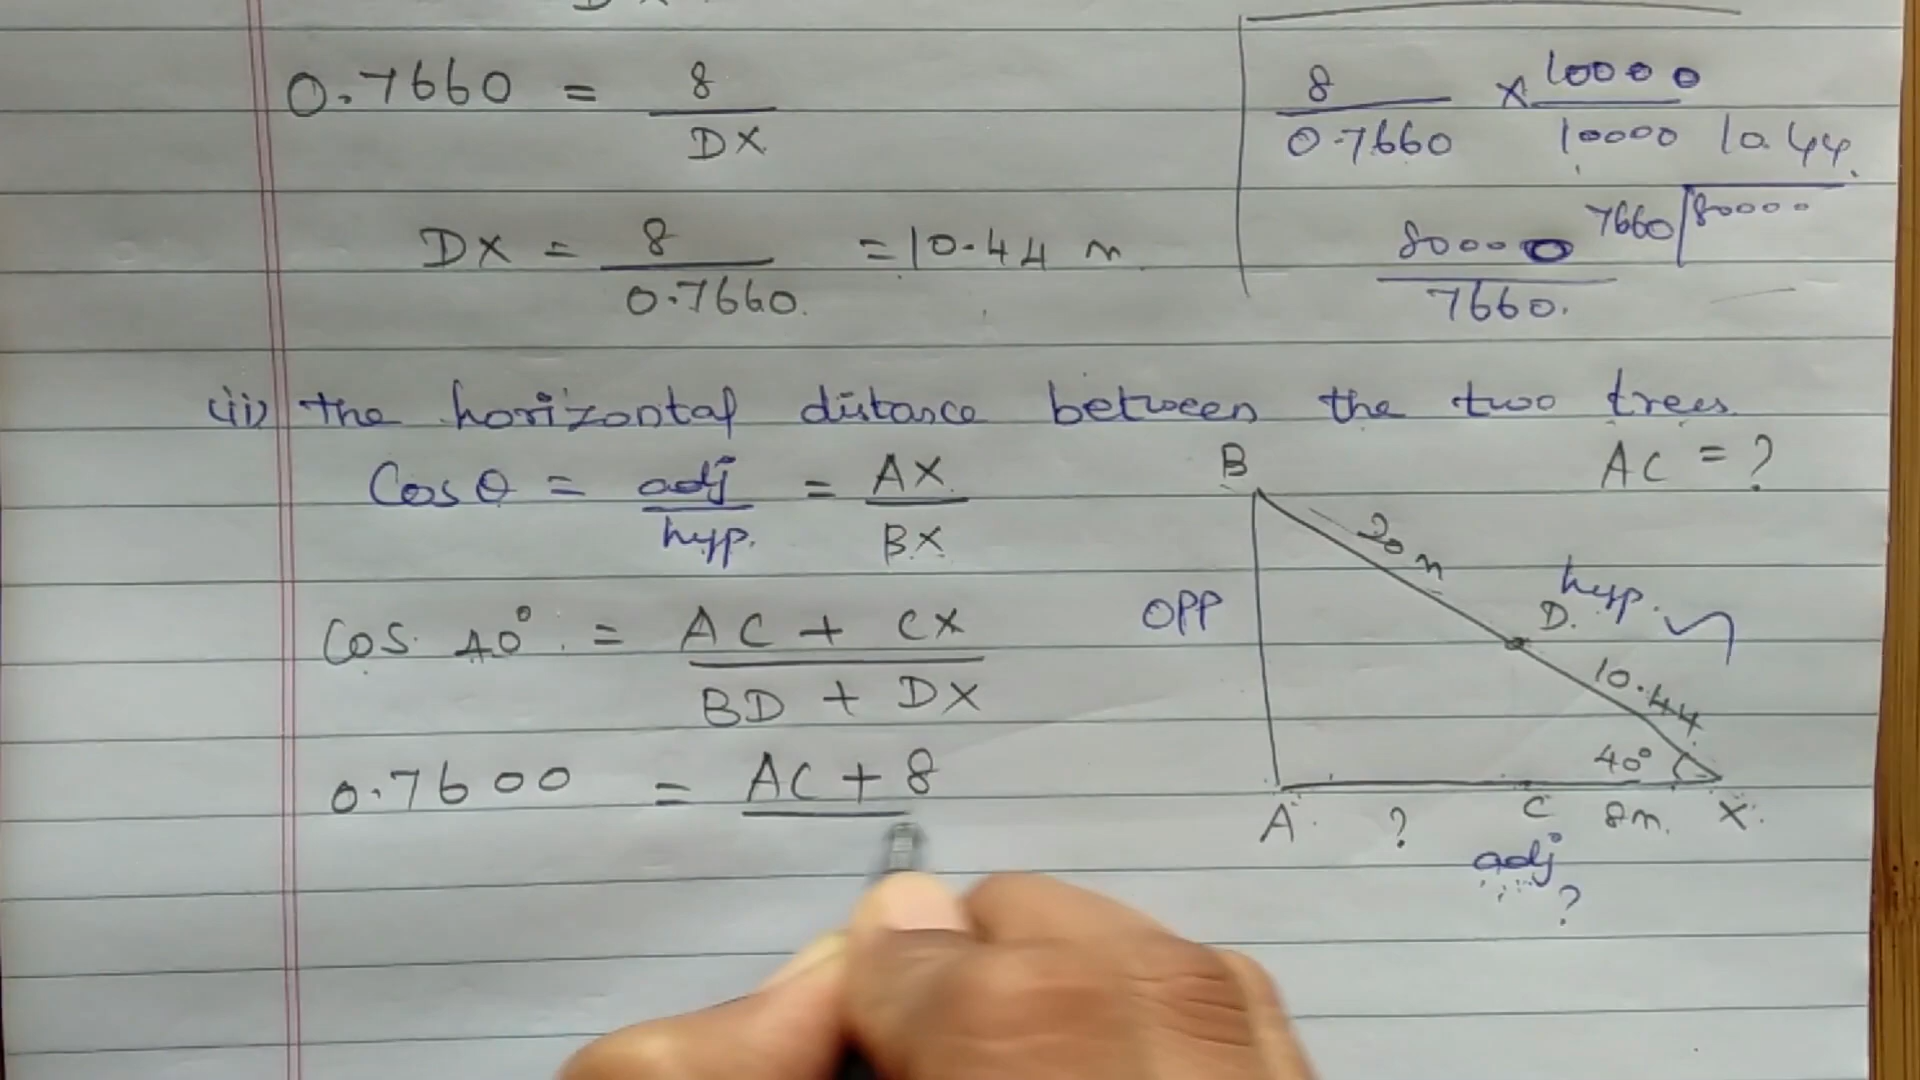 0.7660 = 8 / DX
DX = 8 / 0.7660 = 10.44 m
8 / 0.7660 × 10000 / 10000
10.44
7660 80000
80000 / 7660
(ii) The horizontal distance between the two trees
AC = ?
Cos θ = adj / hyp. = AX / BX
Cos 40° = AC + CX / BD + DX
0.7600 = AC + 8
B
20 m
hyp.
D.
OPP
10.44
40°
A ? C 8m. X.
adj
?